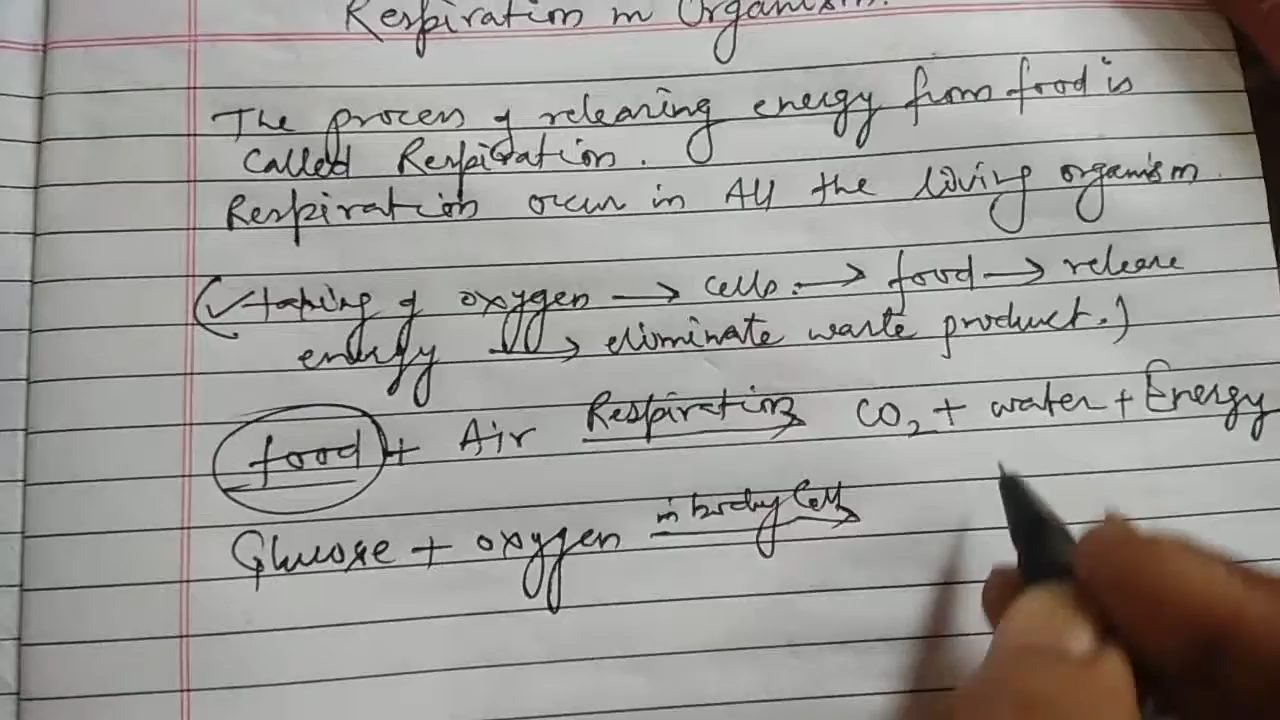 Respiration in Organism.
The process of releasing energy from food is
called Respiration.
Respiration occur in All the living organism.
(✓taking of oxygen → cells. → food → release
energy → eliminate waste product.)
food + Air Respiration → CO₂ + water + Energy
Glucose + oxygen in body cells →